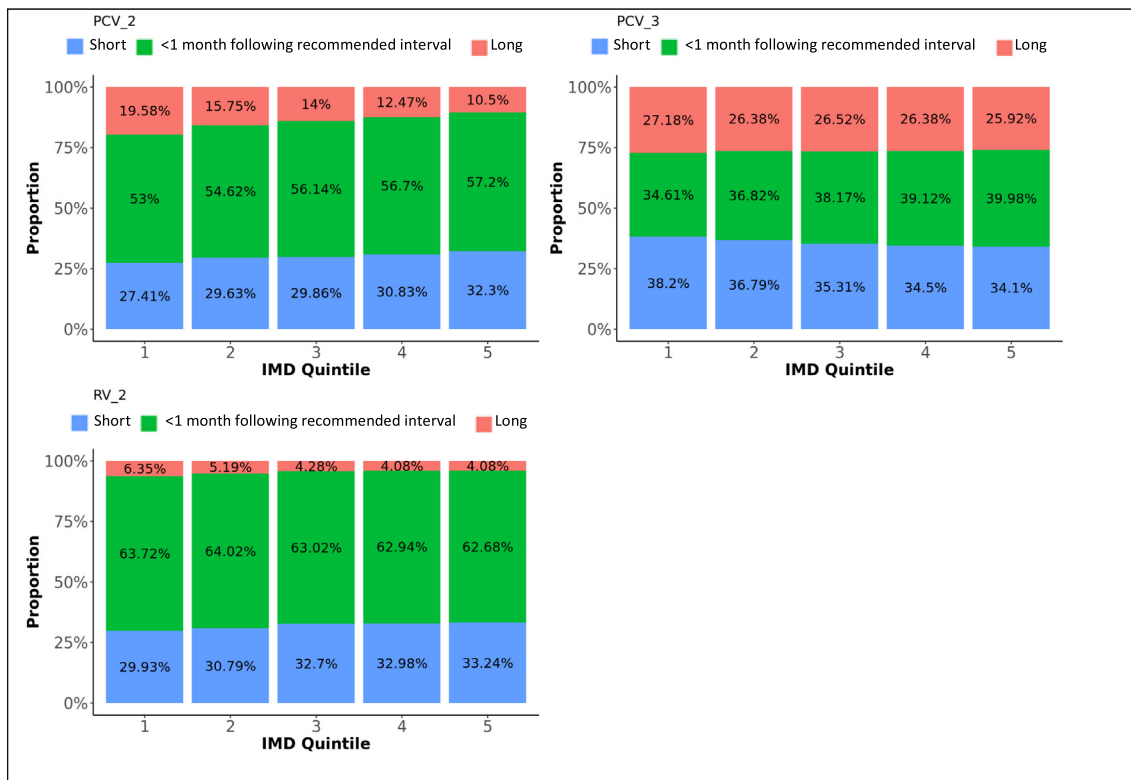 PCV_2
Short <1 month following recommended interval Long
100%
75%
50%
25%
0%
Proportion
19.58% 15.75% 14% 12.47% 10.5%
53% 54.62% 56.14% 56.7% 57.2%
27.41% 29.63% 29.86% 30.83% 32.3%
1 2 3 4 5
IMD Quintile
PCV_3
Short <1 month following recommended interval Long
100%
75%
50%
25%
0%
Proportion
27.18% 26.38% 26.52% 26.38% 25.92%
34.61% 36.82% 38.17% 39.12% 39.98%
38.2% 36.79% 35.31% 34.5% 34.1%
1 2 3 4 5
IMD Quintile
RV_2
Short <1 month following recommended interval Long
100%
75%
50%
25%
0%
Proportion
6.35% 5.19% 4.28% 4.08% 4.08%
63.72% 64.02% 63.02% 62.94% 62.68%
29.93% 30.79% 32.7% 32.98% 33.24%
1 2 3 4 5
IMD Quintile